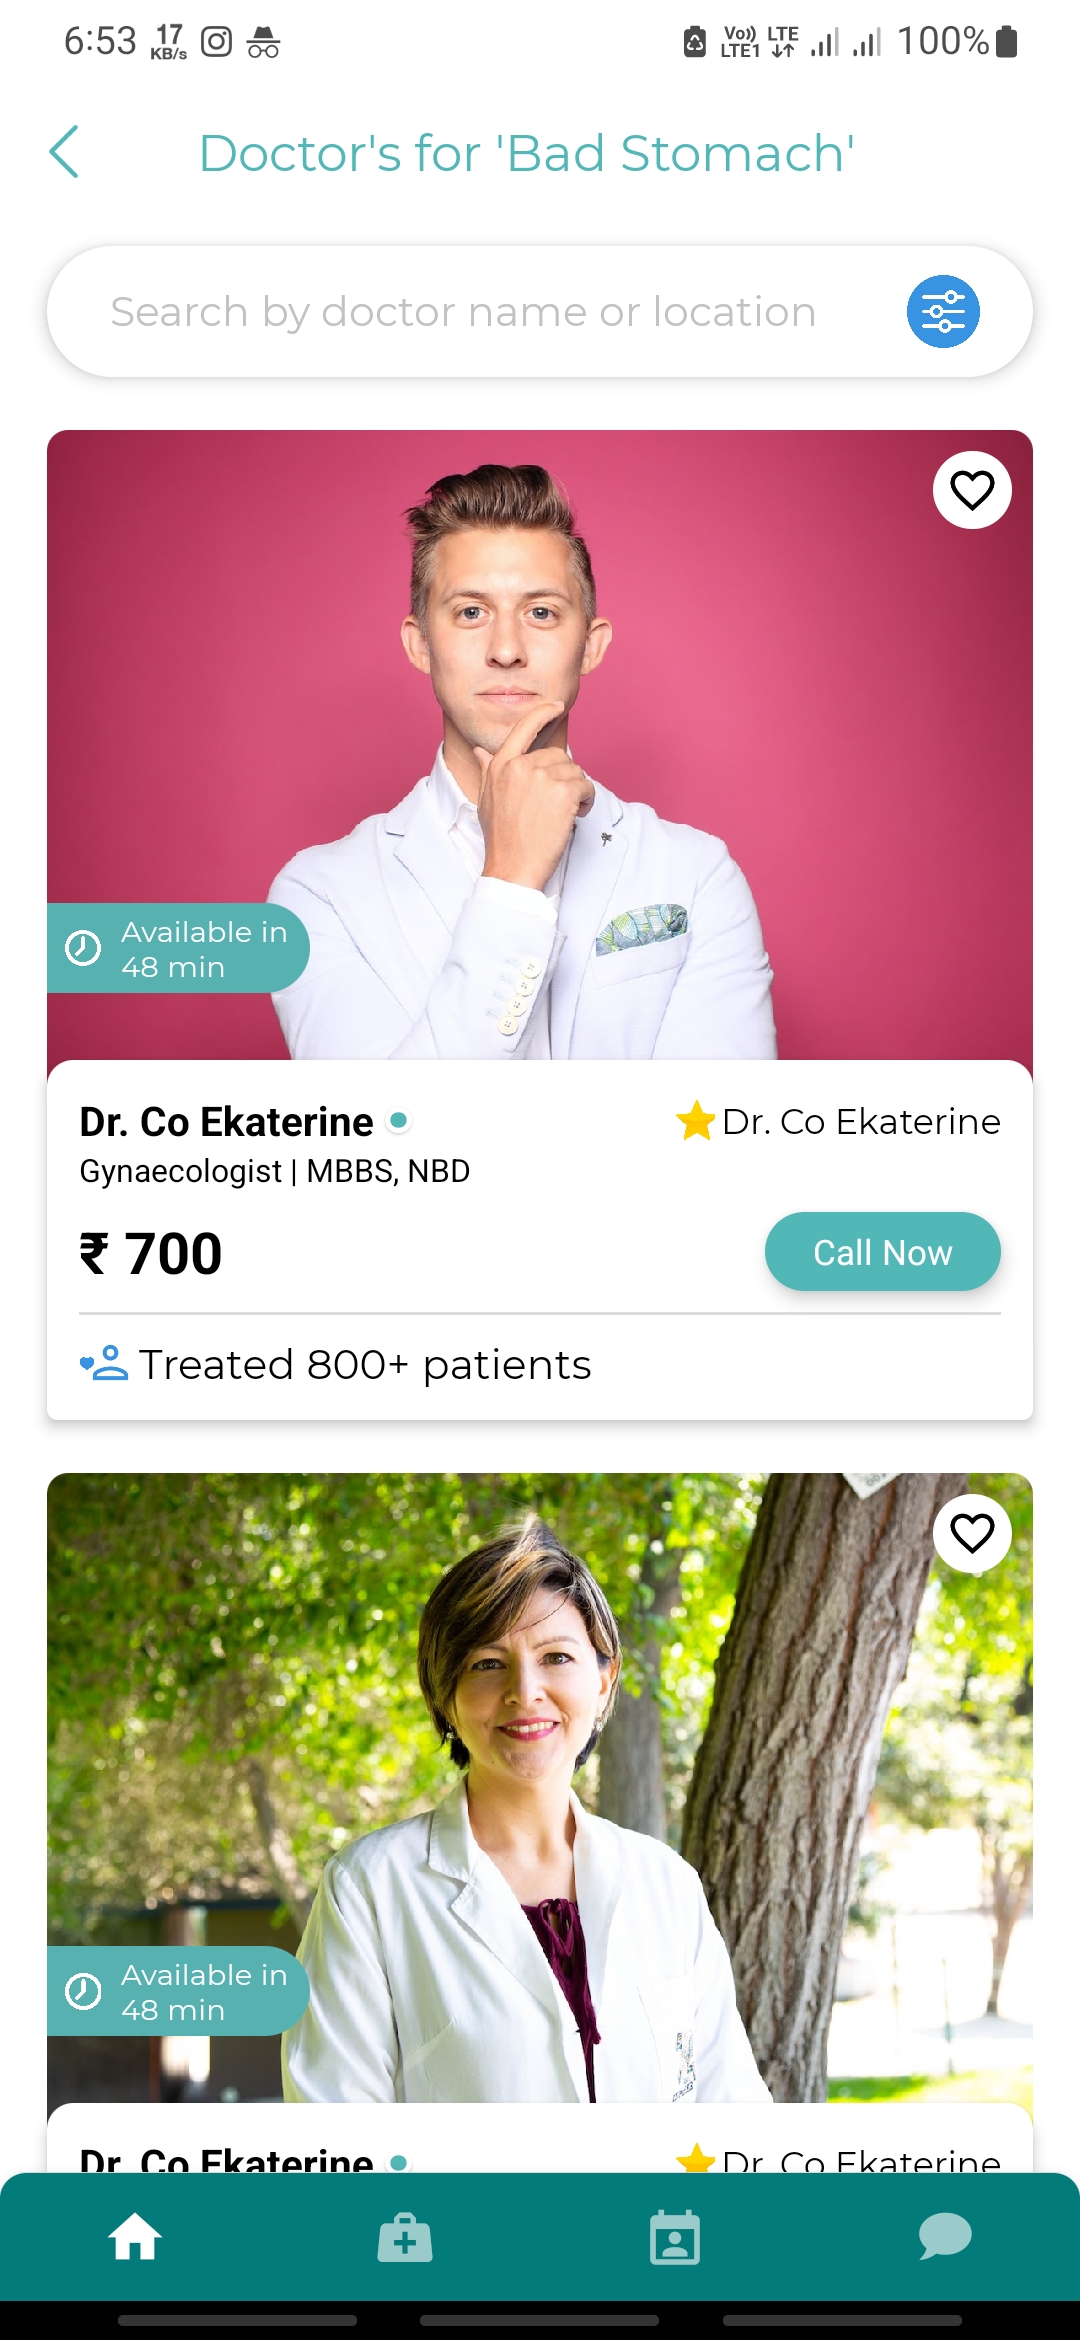 6:53 17 KB/s Vo)) LTE1 LTE 100%
Doctor's for 'Bad Stomach'
Search by doctor name or location
Available in
48 min
Dr. Co Ekaterine
Dr. Co Ekaterine
Gynaecologist | MBBS, NBD
₹ 700
Call Now
Treated 800+ patients
Available in
48 min
Dr. Co Ekaterine
Dr. Co Ekaterine